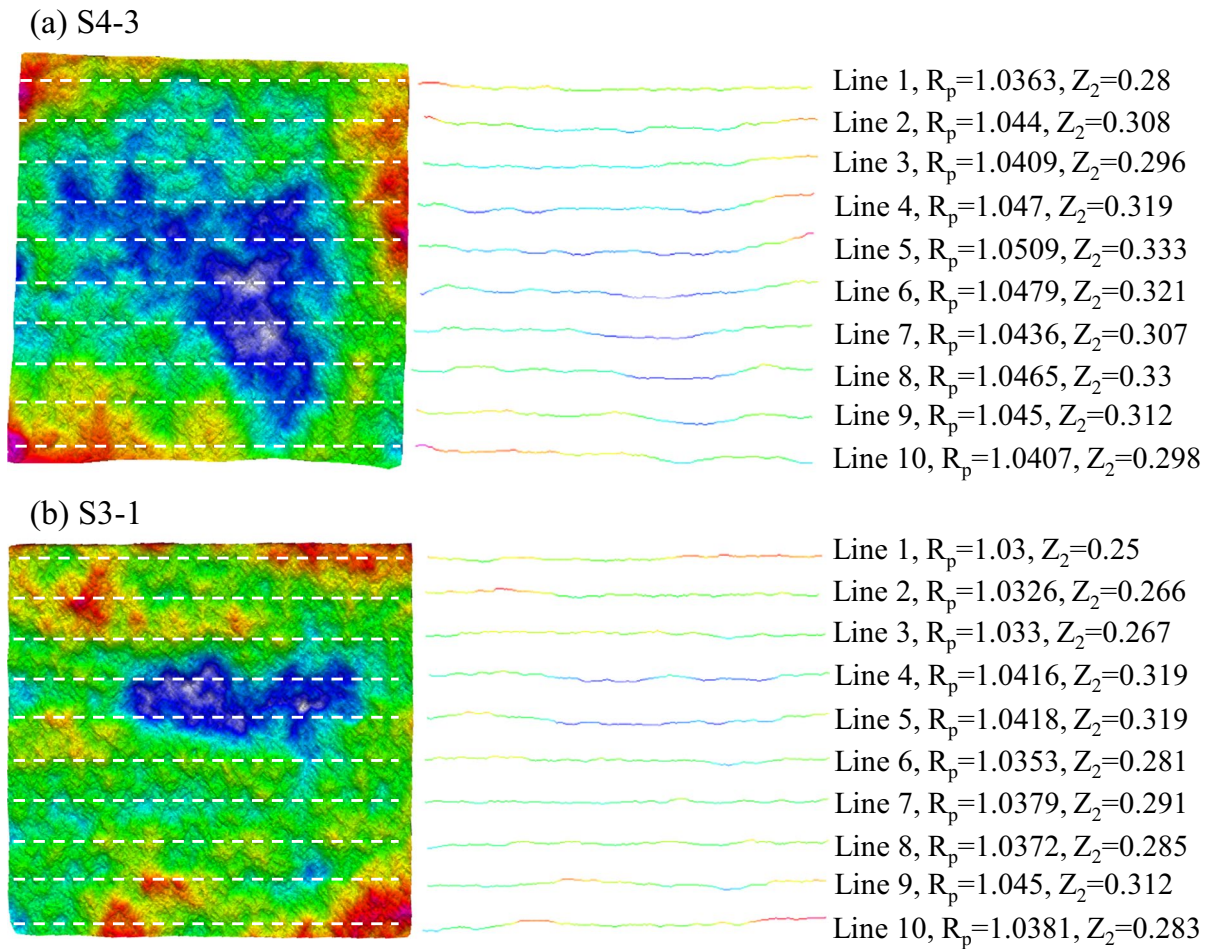 (a) S4-3
Line 1, Rₚ=1.0363, Z₂=0.28
Line 2, Rₚ=1.044, Z₂=0.308
Line 3, Rₚ=1.0409, Z₂=0.296
Line 4, Rₚ=1.047, Z₂=0.319
Line 5, Rₚ=1.0509, Z₂=0.333
Line 6, Rₚ=1.0479, Z₂=0.321
Line 7, Rₚ=1.0436, Z₂=0.307
Line 8, Rₚ=1.0465, Z₂=0.33
Line 9, Rₚ=1.045, Z₂=0.312
Line 10, Rₚ=1.0407, Z₂=0.298
(b) S3-1
Line 1, Rₚ=1.03, Z₂=0.25
Line 2, Rₚ=1.0326, Z₂=0.266
Line 3, Rₚ=1.033, Z₂=0.267
Line 4, Rₚ=1.0416, Z₂=0.319
Line 5, Rₚ=1.0418, Z₂=0.319
Line 6, Rₚ=1.0353, Z₂=0.281
Line 7, Rₚ=1.0379, Z₂=0.291
Line 8, Rₚ=1.0372, Z₂=0.285
Line 9, Rₚ=1.045, Z₂=0.312
Line 10, Rₚ=1.0381, Z₂=0.283